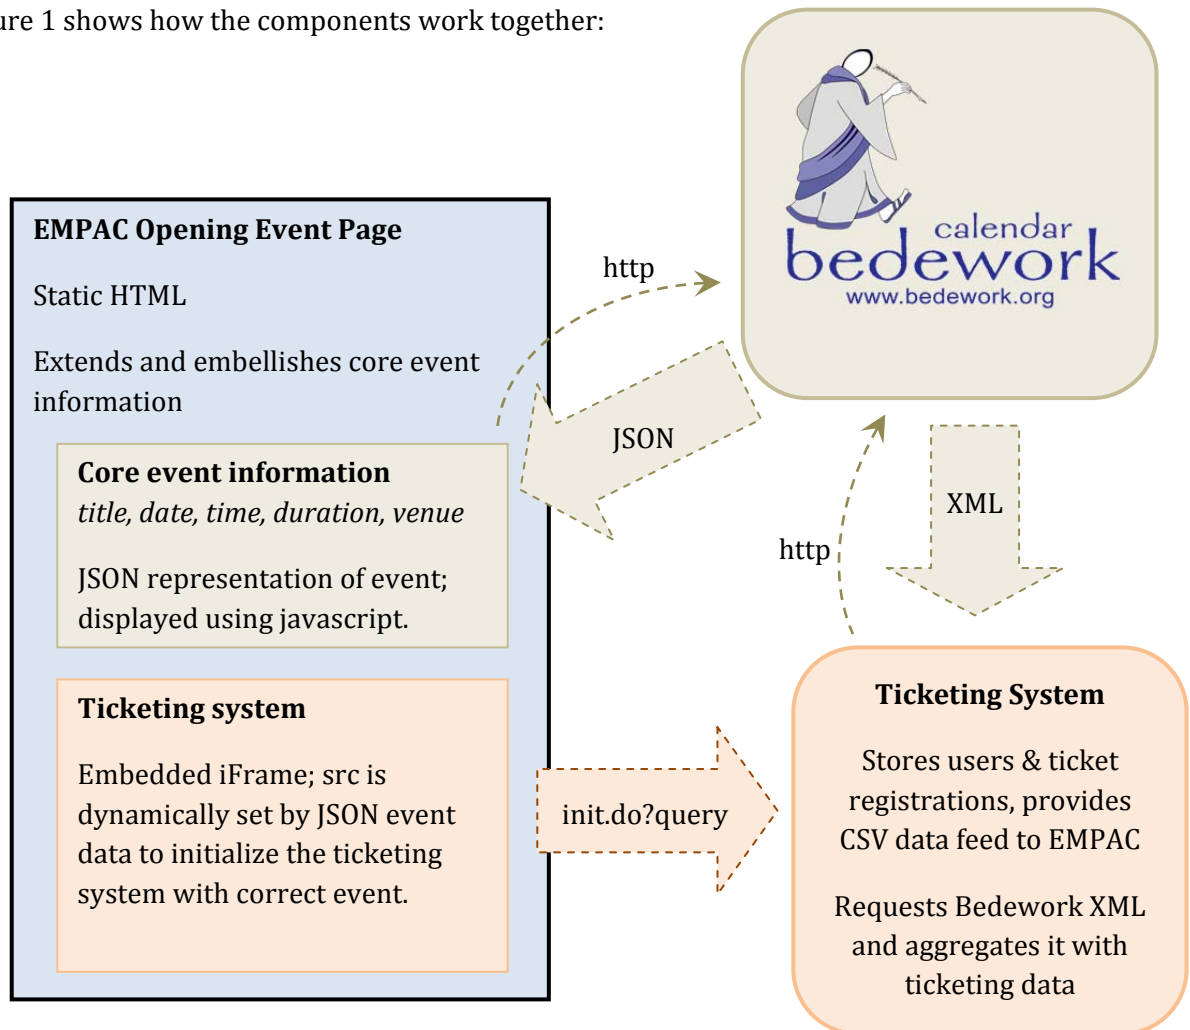 ure 1 shows how the components work together:
calendar
bedework
www.bedework.org
EMPAC Opening Event Page
Static HTML
Extends and embellishes core event
information
http
JSON
Core event information
title, date, time, duration, venue
JSON representation of event;
displayed using javascript.
http
XML
Ticketing system
Embedded iFrame; src is
dynamically set by JSON event
data to initialize the ticketing
system with correct event.
init.do?query
Ticketing System
Stores users & ticket
registrations, provides
CSV data feed to EMPAC
Requests Bedework XML
and aggregates it with
ticketing data